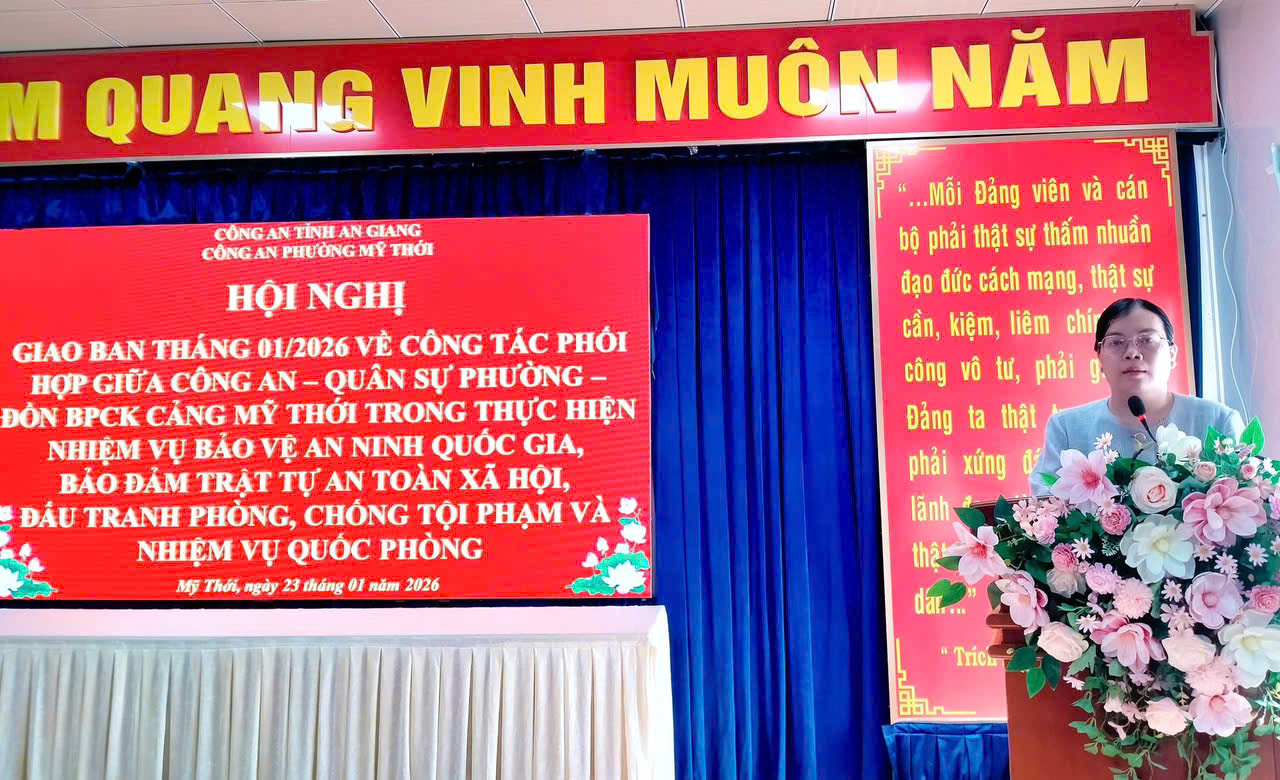 QUANG VINH MUÔN NĂM
CÔNG AN TỈNH AN GIANG
CÔNG AN PHƯỜNG MỸ THỚI
HỘI NGHỊ
GIAO BAN THÁNG 01/2026 VỀ CÔNG TÁC PHỐI
HỢP GIỮA CÔNG AN – QUÂN SỰ PHƯỜNG –
ĐỒN BPCK CẢNG MỸ THỚI TRONG THỰC HIỆN
NHIỆM VỤ BẢO VỆ AN NINH QUỐC GIA,
BẢO ĐẢM TRẬT TỰ AN TOÀN XÃ HỘI,
ĐẤU TRANH PHÒNG, CHỐNG TỘI PHẠM VÀ
NHIỆM VỤ QUỐC PHÒNG
Mỹ Thới, ngày 23 tháng 01 năm 2026
“...Mỗi Đảng viên và cán
bộ phải thật sự thấm nhuần
đạo đức cách mạng, thật sự
cần, kiệm, liêm
công vô tư, phải
Đảng ta thật
phải xứng
lãnh
thật
dân...”
“ Trích